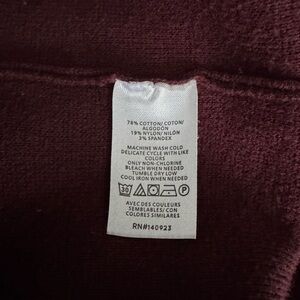 78% COTTON/ COTON/
ALGODÓN
19% NYLON/ NILÓN
3% SPANDEX
MACHINE WASH COLD
DELICATE CYCLE WITH LIKE
COLORS
ONLY NON-CHLORINE
BLEACH WHEN NEEDED
TUMBLE DRY LOW
COOL IRON WHEN NEEDED
30
AVEC DES COULEURS
SEMBLABLES/ CON
COLORES SIMILARES
RN#140923